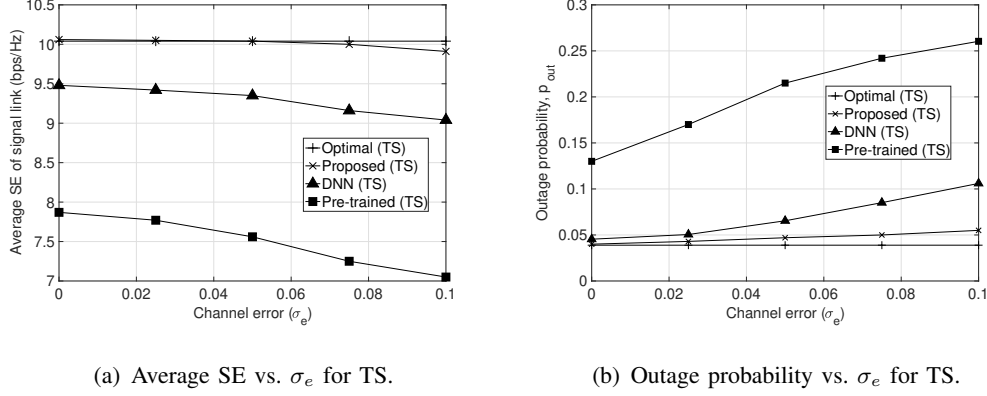 10.5
10
9.5
9
8.5
8
7.5
7
Average SE of signal link (bps/Hz)
Optimal (TS)
Proposed (TS)
DNN (TS)
Pre-trained (TS)
0 0.02 0.04 0.06 0.08 0.1
Channel error (σe)
(a) Average SE vs. σe for TS.
0.3
0.25
0.2
0.15
0.1
0.05
0
Outage probability, p out
Optimal (TS)
Proposed (TS)
DNN (TS)
Pre-trained (TS)
0 0.02 0.04 0.06 0.08 0.1
Channel error (σe)
(b) Outage probability vs. σe for TS.